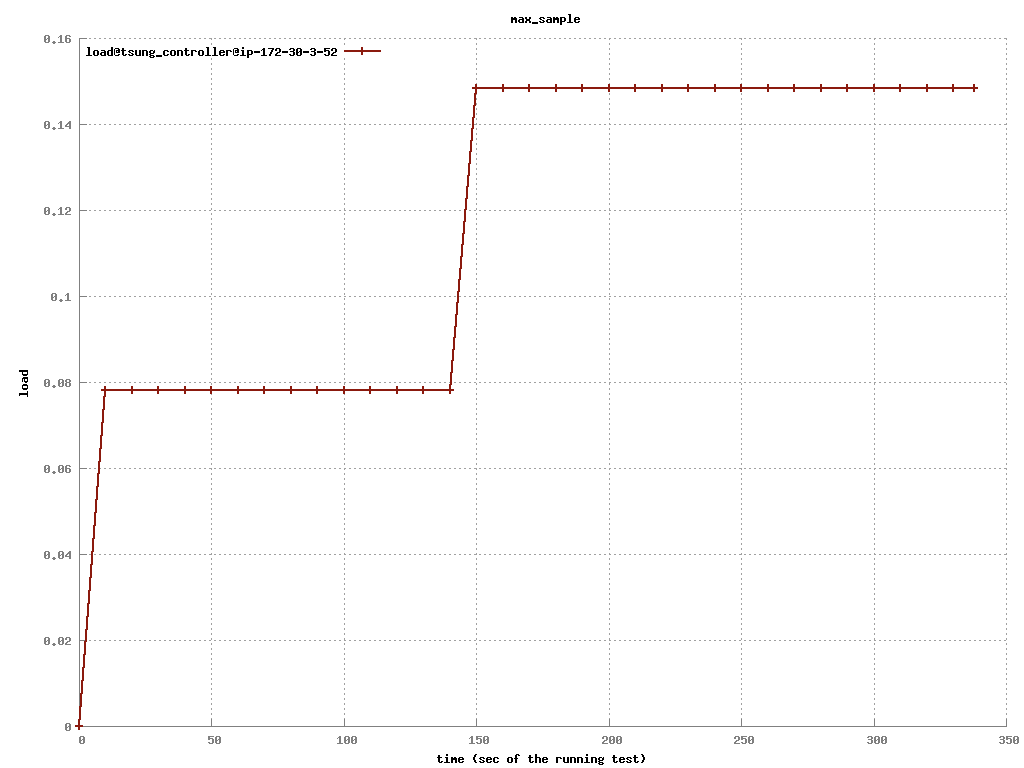 max_sample
0.16
load@tsung_controller@ip-172-30-3-52
0.14
0.12
0.1
load
0.08
0.06
0.04
0.02
0
0 50 100 150 200 250 300 350
time (sec of the running test)